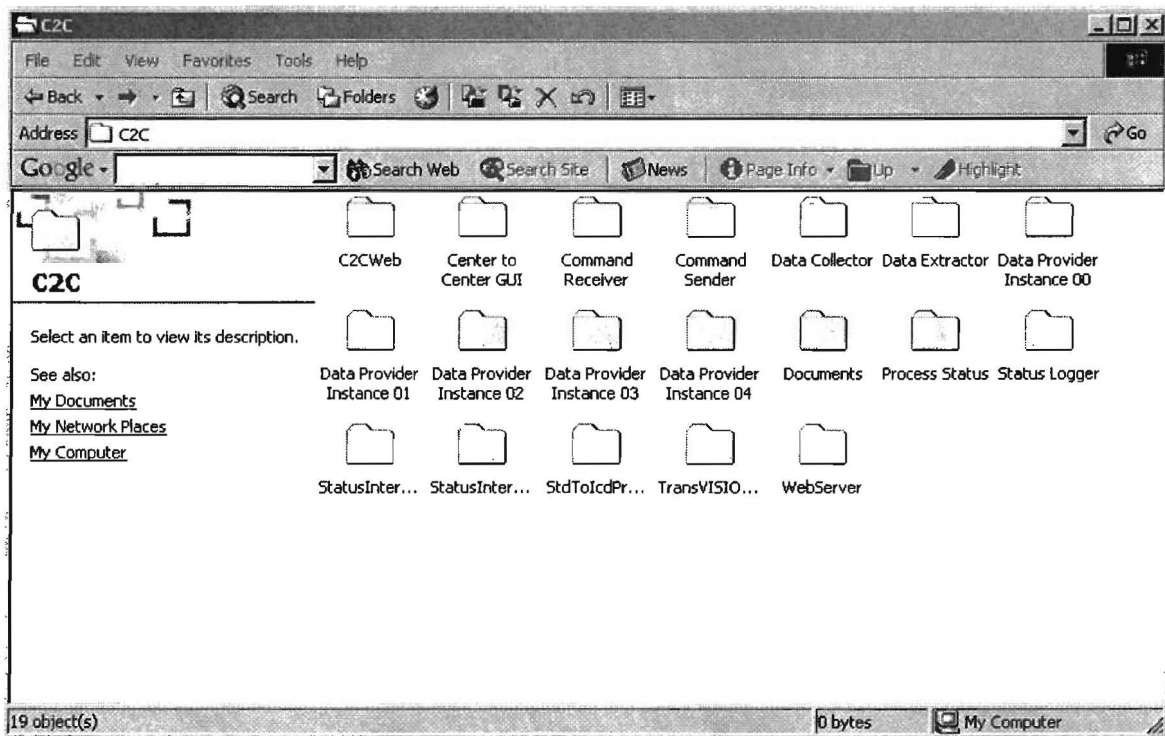 C2C
File Edit View Favorites Tools Help
Back Search Folders
Address C2C Go
Google Search Web Search Site News Page Info Up Highlight
C2C
Select an item to view its description.
See also:
My Documents
My Network Places
My Computer
C2CWeb Center to Center GUI Command Receiver Command Sender Data Collector Data Extractor Data Provider Instance 00
Data Provider Instance 01 Data Provider Instance 02 Data Provider Instance 03 Data Provider Instance 04 Documents Process Status Status Logger
StatusInter... StatusInter... StdToIcdPr... TransVISIO... WebServer
19 object(s) 0 bytes My Computer